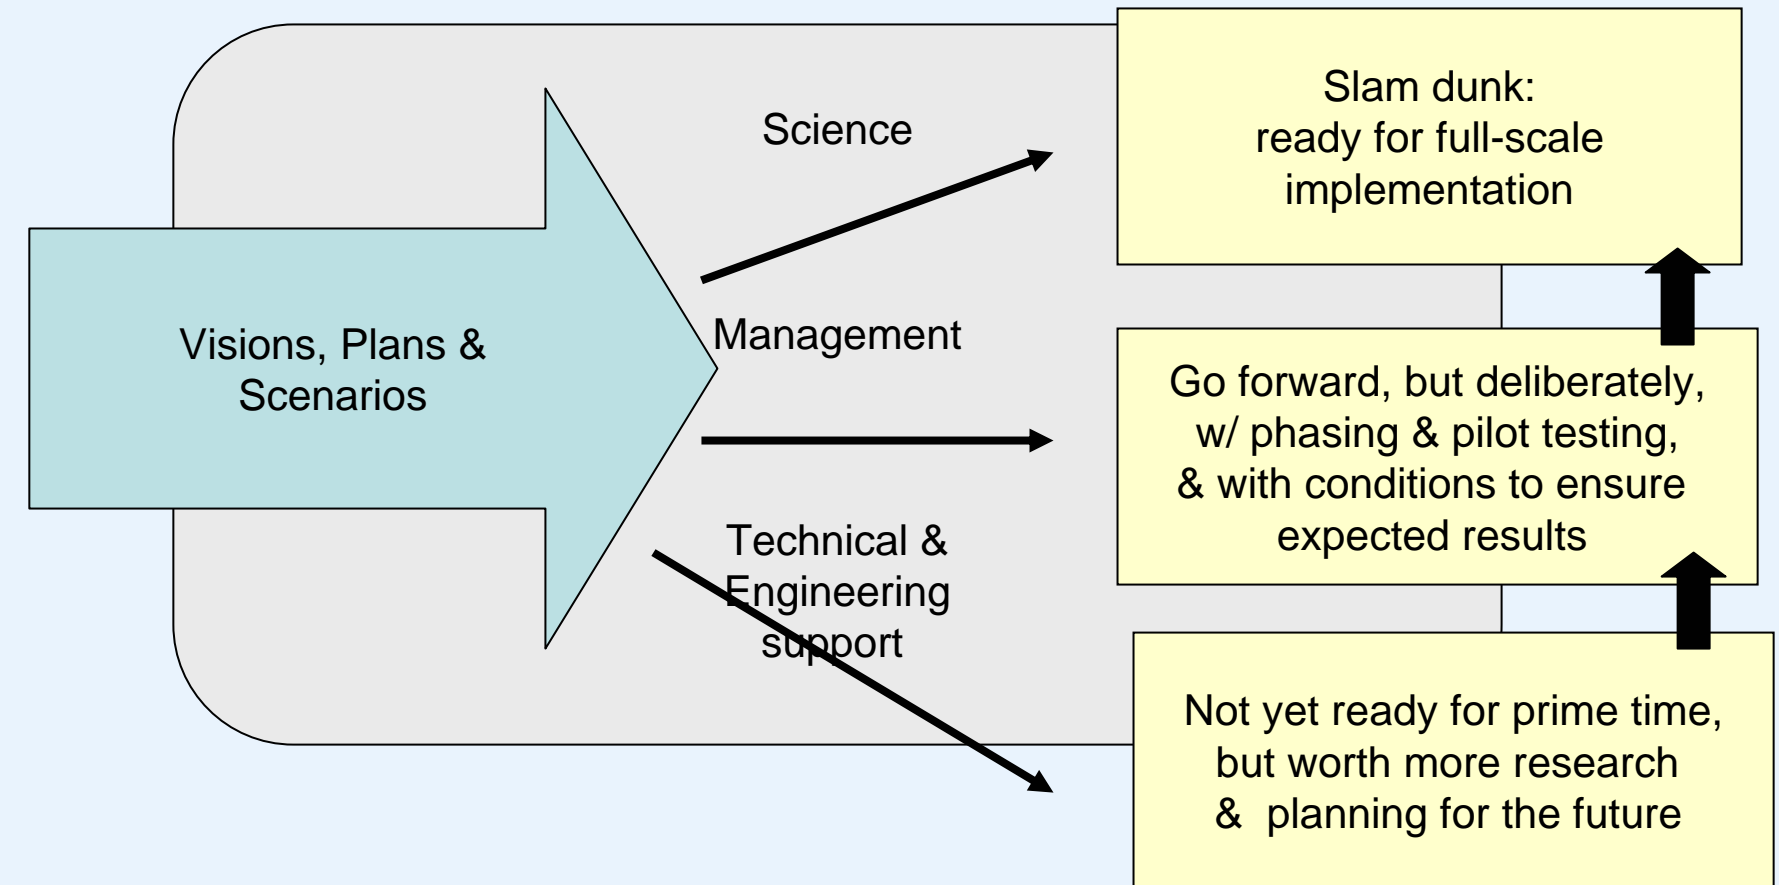 Visions, Plans &
Scenarios
Science
Management
Technical &
Engineering
support
Slam dunk:
ready for full-scale
implementation
Go forward, but deliberately,
w/ phasing & pilot testing,
& with conditions to ensure
expected results
Not yet ready for prime time,
but worth more research
& planning for the future